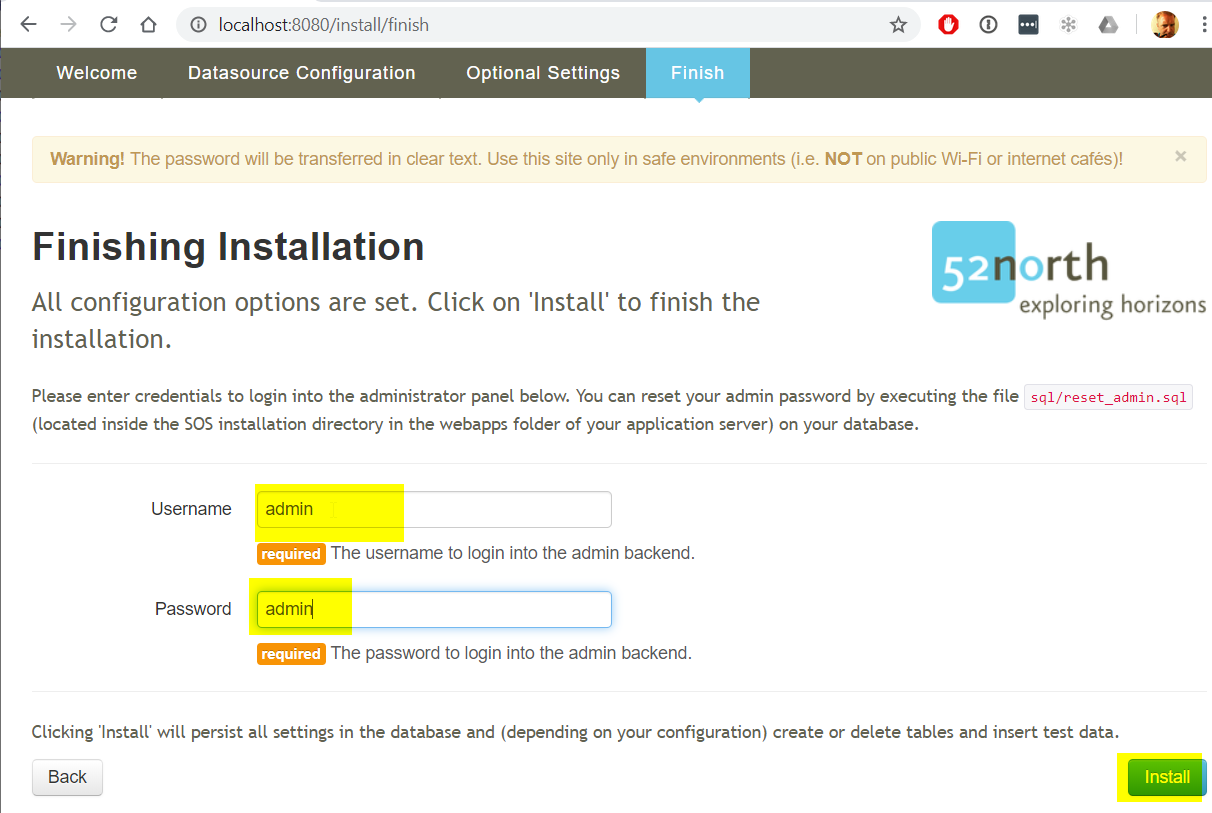 localhost:8080/install/finish
Welcome
Datasource Configuration
Optional Settings
Finish
Warning! The password will be transferred in clear text. Use this site only in safe environments (i.e. NOT on public Wi-Fi or internet cafés)!
×
Finishing Installation
52north
exploring horizons
All configuration options are set. Click on 'Install' to finish the
installation.
Please enter credentials to login into the administrator panel below. You can reset your admin password by executing the file sql/reset_admin.sql
(located inside the SOS installation directory in the webapps folder of your application server) on your database.
Username
admin
required The username to login into the admin backend.
Password
admin
required The password to login into the admin backend.
Clicking 'Install' will persist all settings in the database and (depending on your configuration) create or delete tables and insert test data.
Back
Install